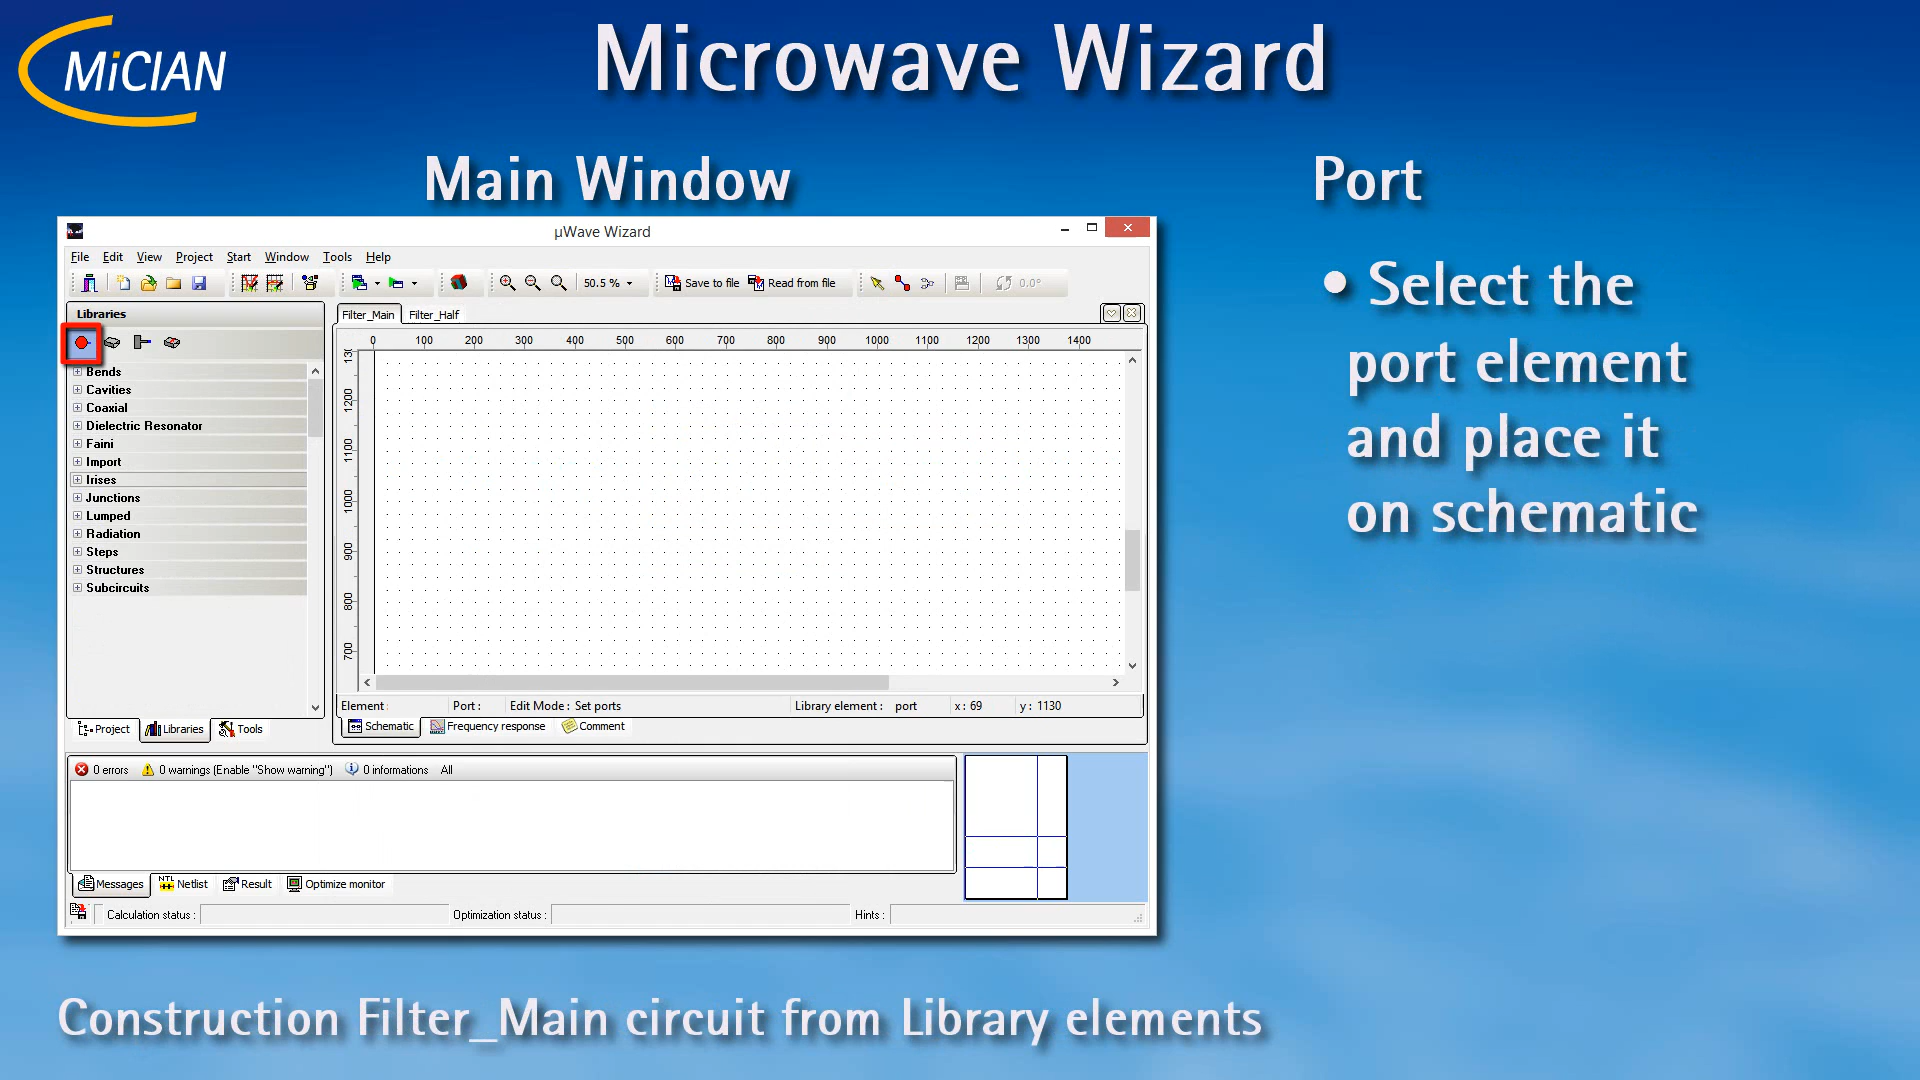 MiCIAN
Microwave Wizard
Main Window
Port
µWave Wizard
File Edit View Project Start Window Tools Help
50.5 % Save to file Read from file 0.0°
Libraries
Filter_Main Filter_Half
0 100 200 300 400 500 600 700 800 900 1000 1100 1200 1300 1400
Bends
Cavities
Coaxial
Dielectric Resonator
Faini
Import
Irises
Junctions
Lumped
Radiation
Steps
Structures
Subcircuits
1200
1100
1000
900
800
700
Element: Port: Edit Mode: Set ports Library element: port x: 69 y: 1130
Project Libraries Tools
Schematic Frequency response Comment
0 errors 0 warnings (Enable "Show warning") 0 informations All
Messages NTL Netlist Result Optimize monitor
Calculation status: Optimization status: Hints:
• Select the
port element
and place it
on schematic
Construction Filter_Main circuit from Library elements